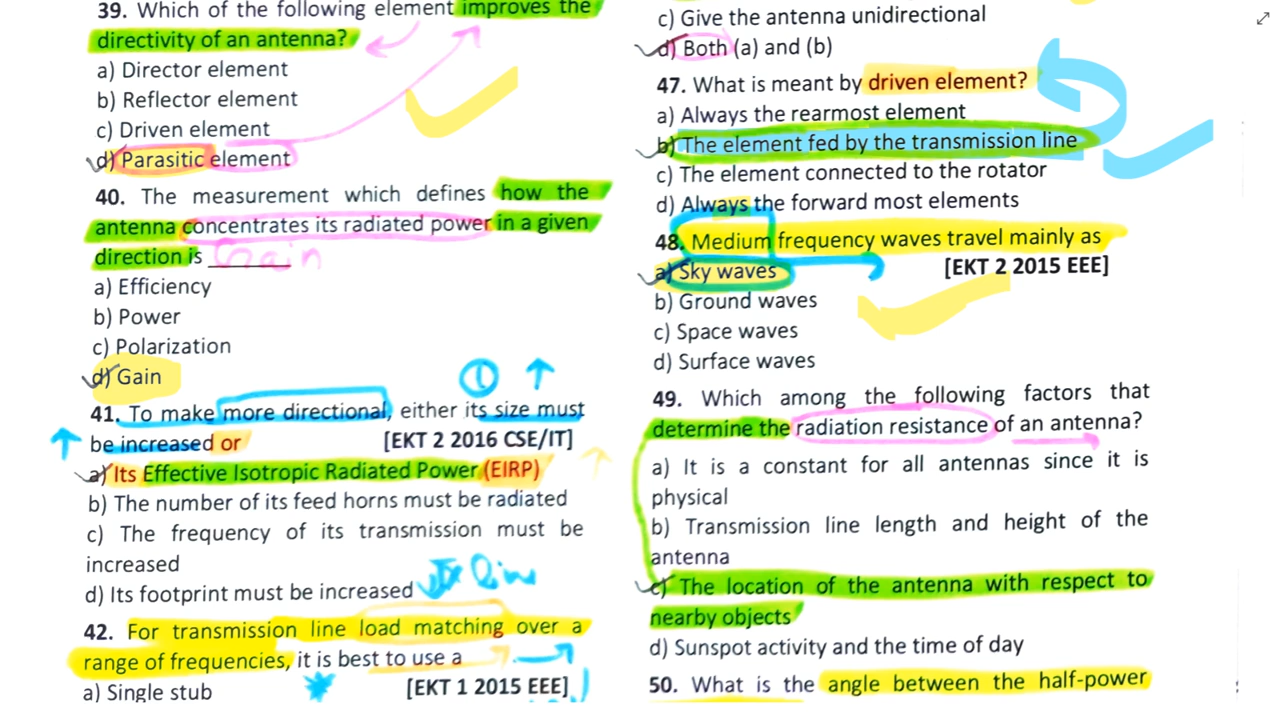 39. Which of the following element improves the
directivity of an antenna?
a) Director element
b) Reflector element
c) Driven element
d) Parasitic element
40. The measurement which defines how the
antenna concentrates its radiated power in a given
direction is ________ Gain
a) Efficiency
b) Power
c) Polarization
d) Gain
①
41. To make more directional, either its size must
be increased or [EKT 2 2016 CSE/IT]
a) Its Effective Isotropic Radiated Power (EIRP)
b) The number of its feed horns must be radiated
c) The frequency of its transmission must be
increased
d) Its footprint must be increased Tx line
42. For transmission line load matching over a
range of frequencies, it is best to use a
[EKT 1 2015 EEE]
a) Single stub
c) Give the antenna unidirectional
d) Both (a) and (b)
47. What is meant by driven element?
a) Always the rearmost element
b) The element fed by the transmission line
c) The element connected to the rotator
d) Always the forward most elements
48. Medium frequency waves travel mainly as
a) Sky waves [EKT 2 2015 EEE]
b) Ground waves
c) Space waves
d) Surface waves
49. Which among the following factors that
determine the radiation resistance of an antenna?
a) It is a constant for all antennas since it is
physical
b) Transmission line length and height of the
antenna
c) The location of the antenna with respect to
nearby objects
d) Sunspot activity and the time of day
50. What is the angle between the half-power